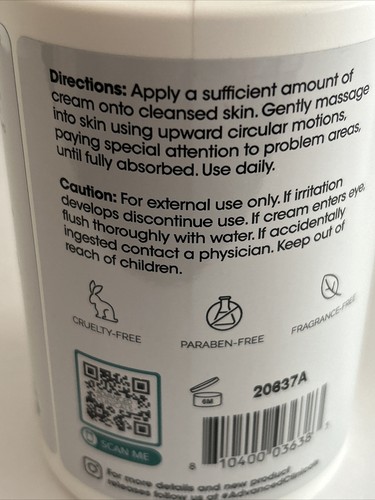 Directions: Apply a sufficient amount of
cream onto cleansed skin. Gently massage
into skin using upward circular motions,
paying special attention to problem areas,
until fully absorbed. Use daily.
Caution: For external use only. If irritation
develops discontinue use. If cream enters eye,
flush thoroughly with water. If accidentally
ingested contact a physician. Keep out of
reach of children.
CRUELTY-FREE
PARABEN-FREE
FRAGRANCE-FREE
20637A
SCAN ME
8 10400 03638
For more details and new product
releases follow us at